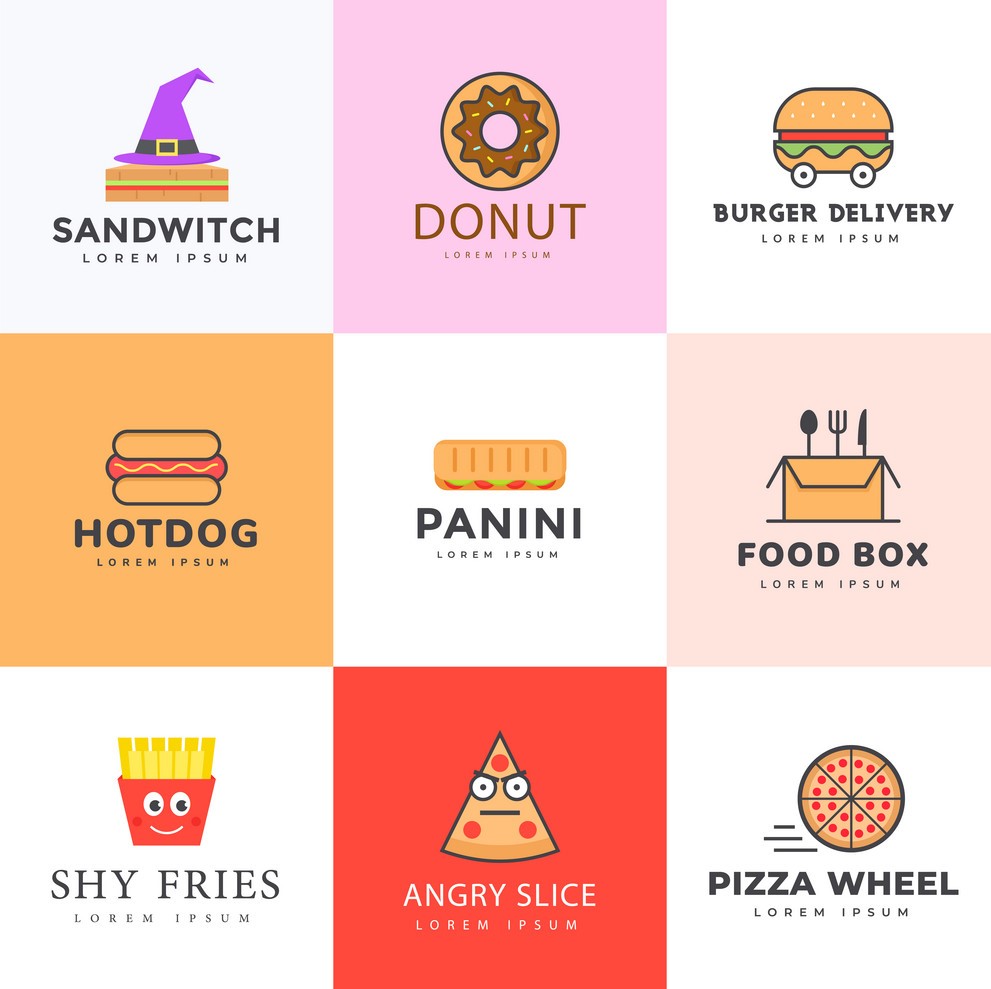 SANDWITCH
LOREM IPSUM
DONUT
LOREM IPSUM
BURGER DELIVERY
LOREM IPSUM
HOTDOG
LOREM IPSUM
PANINI
LOREM IPSUM
FOOD BOX
LOREM IPSUM
SHY FRIES
LOREM IPSUM
ANGRY SLICE
LOREM IPSUM
PIZZA WHEEL
LOREM IPSUM